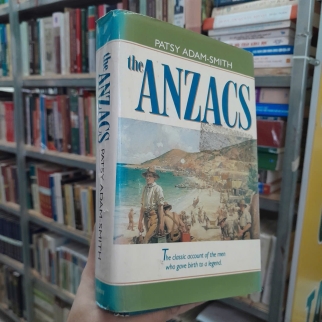 PATSY ADAM-SMITH
the
ANZACS
The classic account of the men
who gave birth to a legend.
the ANZACS PATSY ADAM-SMITH